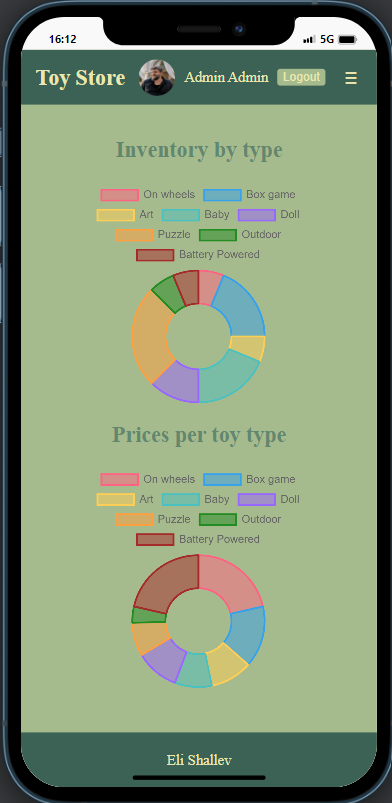 16:12 5G
Toy Store Admin Admin Logout
Inventory by type
On wheels Box game
Art Baby Doll
Puzzle Outdoor
Battery Powered
Prices per toy type
On wheels Box game
Art Baby Doll
Puzzle Outdoor
Battery Powered
Eli Shallev